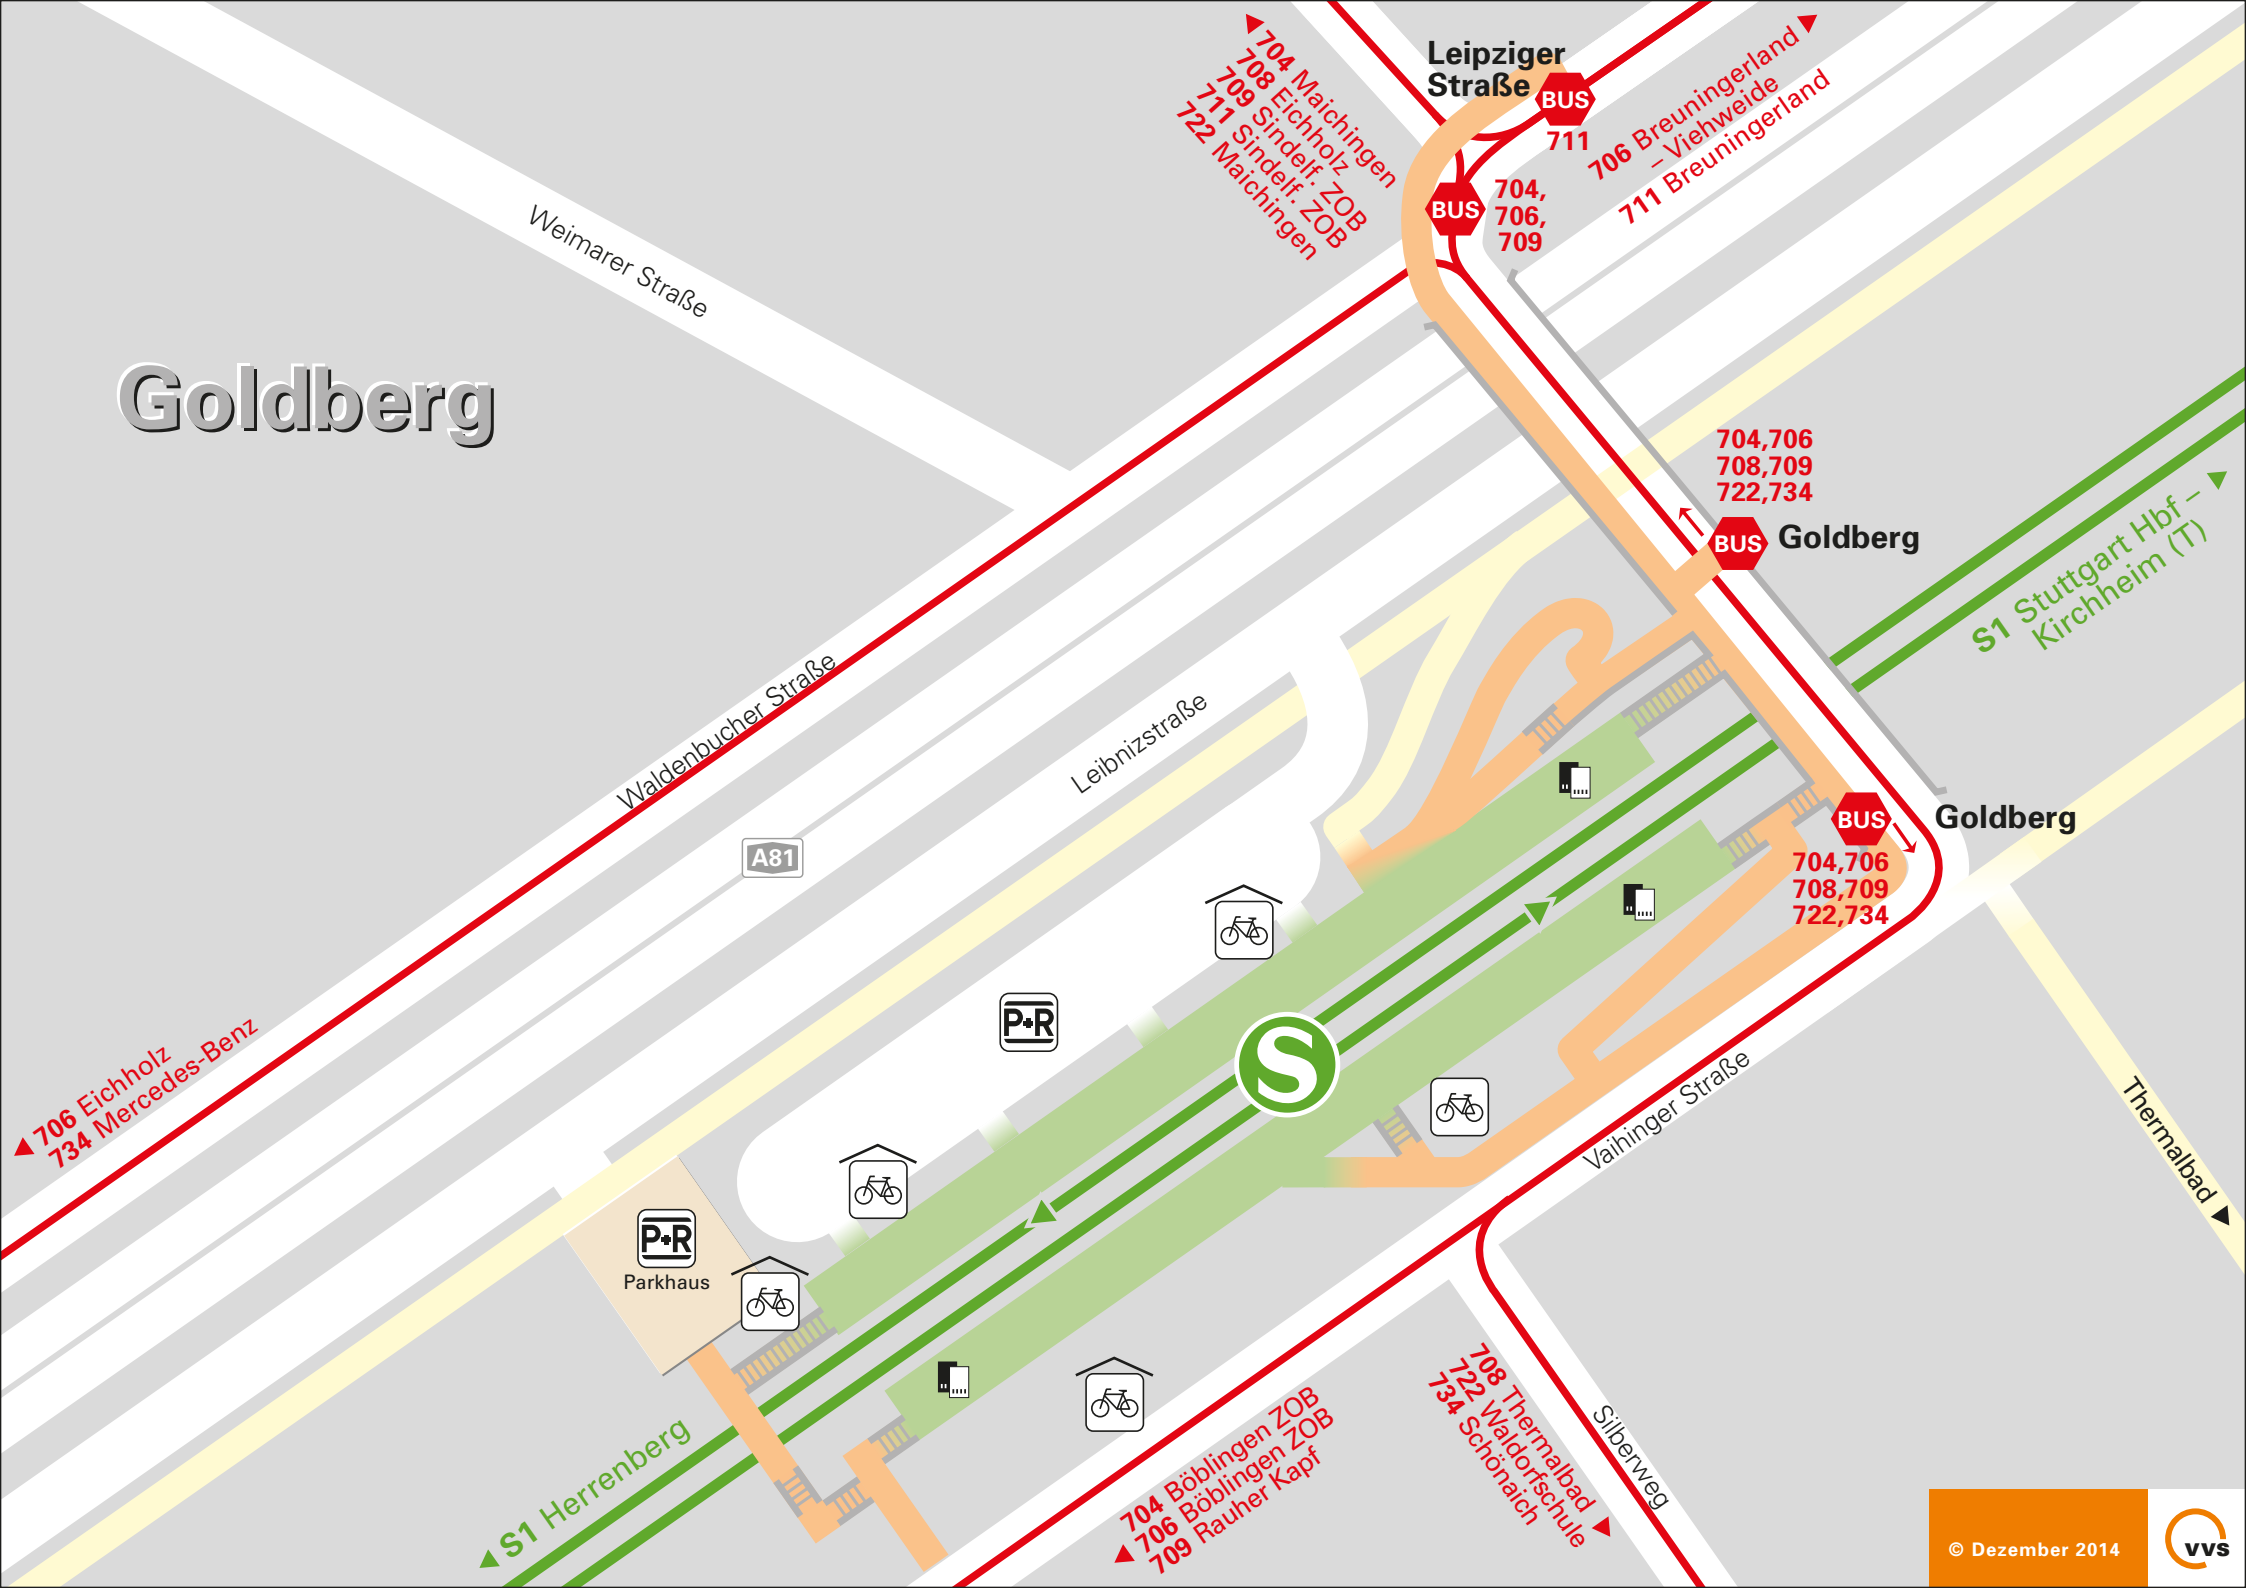 Leipziger
Straße
BUS
711
704 Maichingen
708 Eichholz
709 Sindelf. ZOB
711 Sindelf. ZOB
722 Maichingen
706 Breuningerland
– Viehweide
711 Breuningerland
BUS
704,
706,
709
Weimarer Straße
Goldberg
704,706
708,709
722,734
BUS
Goldberg
S1 Stuttgart Hbf –
Kirchheim (T)
Waldenbucher Straße
Leibnizstraße
A81
BUS
Goldberg
704,706
708,709
722,734
P+R
S
706 Eichholz
734 Mercedes-Benz
Vaihinger Straße
Thermalbad
P+R
Parkhaus
S1 Herrenberg
704 Böblingen ZOB
706 Böblingen ZOB
709 Rauher Kapf
708 Thermalbad
722 Waldorfschule
734 Schönaich
Silberweg
© Dezember 2014
vvs